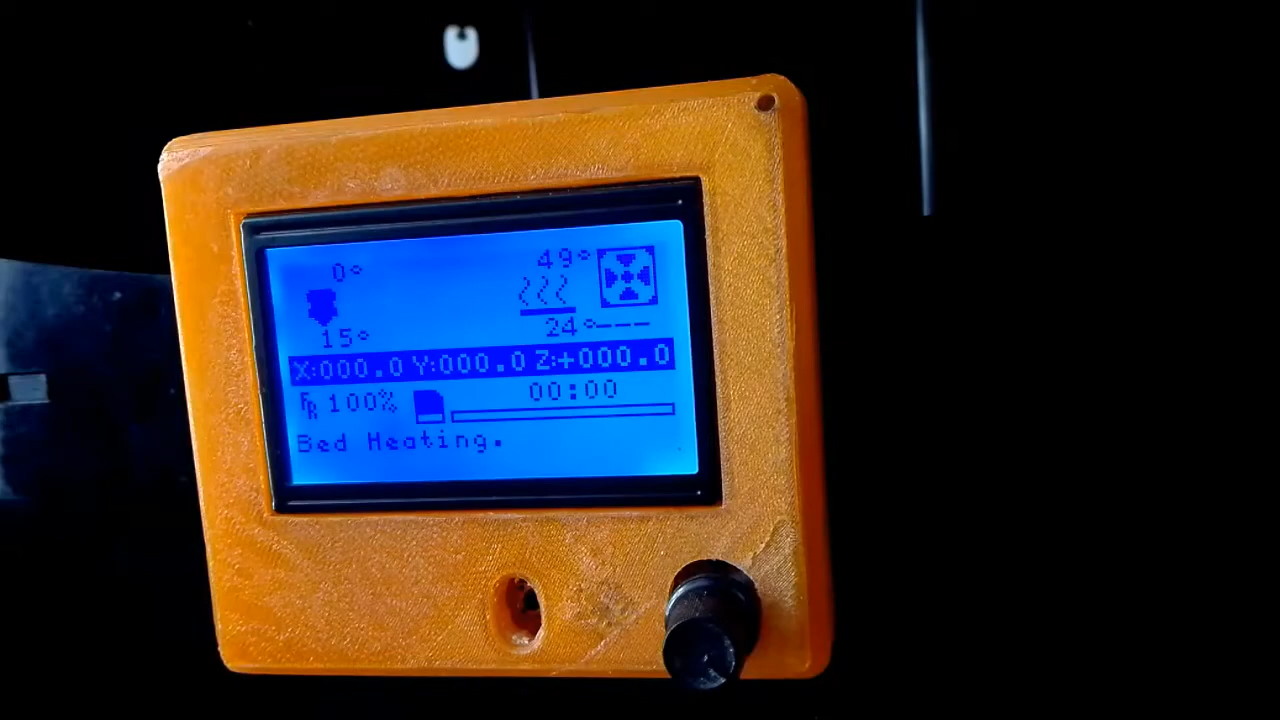 0° 49°
15° 24°---
X:000.0 Y:000.0 Z:+000.0
FR 100% 00:00
Bed Heating.